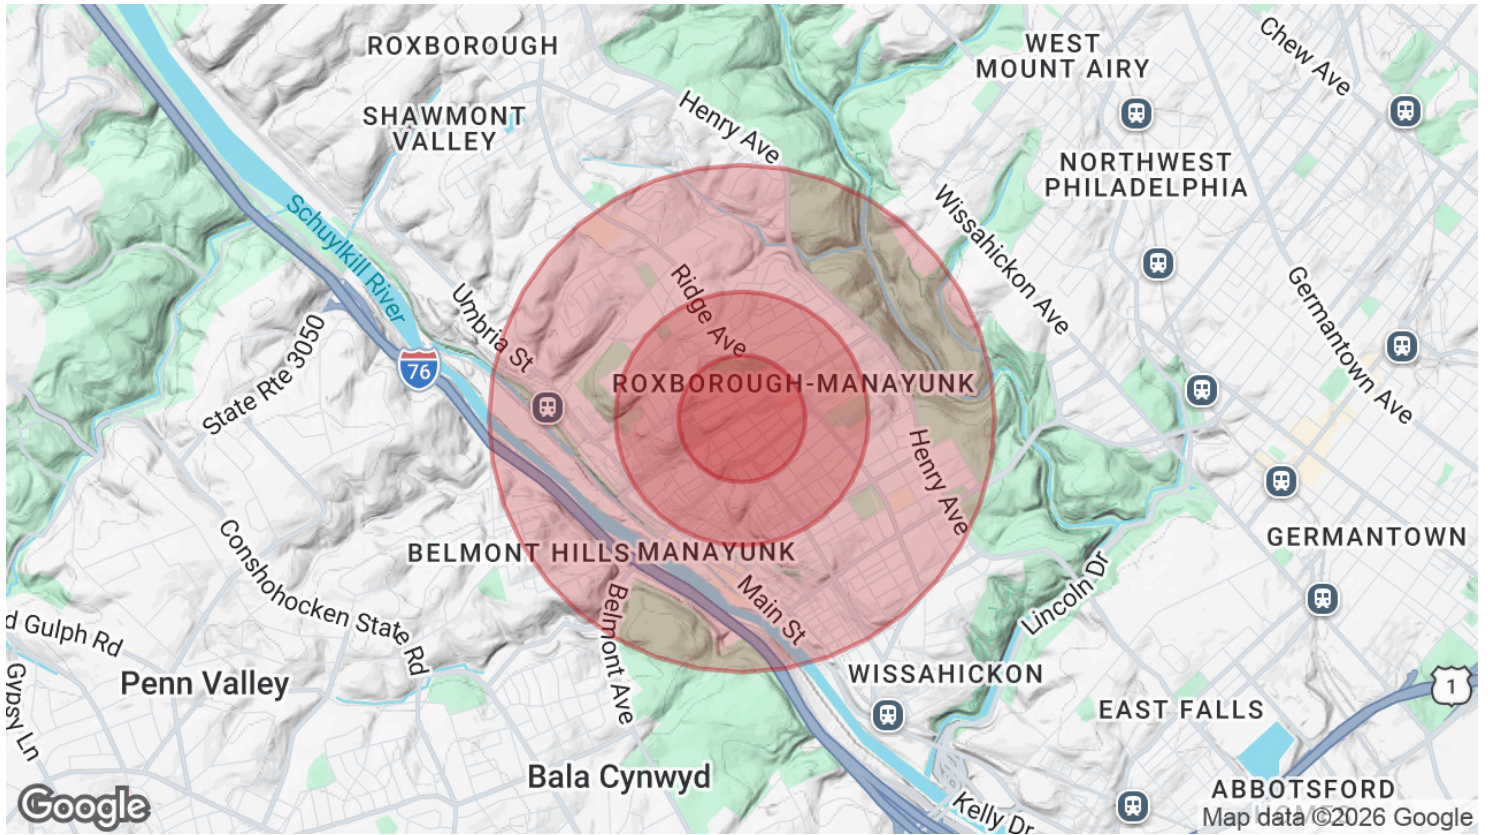 ROXBOROUGH
WEST
MOUNT AIRY
Chew Ave
SHAWMONT
VALLEY
Henry Ave
NORTHWEST
PHILADELPHIA
Wissahickon Ave
Schuylkill River
Ridge Ave
Umbria St
Germantown Ave
State Rte 3050
76
ROXBOROUGH-MANAYUNK
Henry Ave
Conshohocken State Rd
BELMONT HILLS
MANAYUNK
GERMANTOWN
Lincoln Dr
Main St
Belmont Ave
d Gulph Rd
Gypsy Ln
Penn Valley
WISSAHICKON
1
EAST FALLS
Bala Cynwyd
ABBOTSFORD
HOMES
Kelly Dr
Google
Map data ©2026 Google